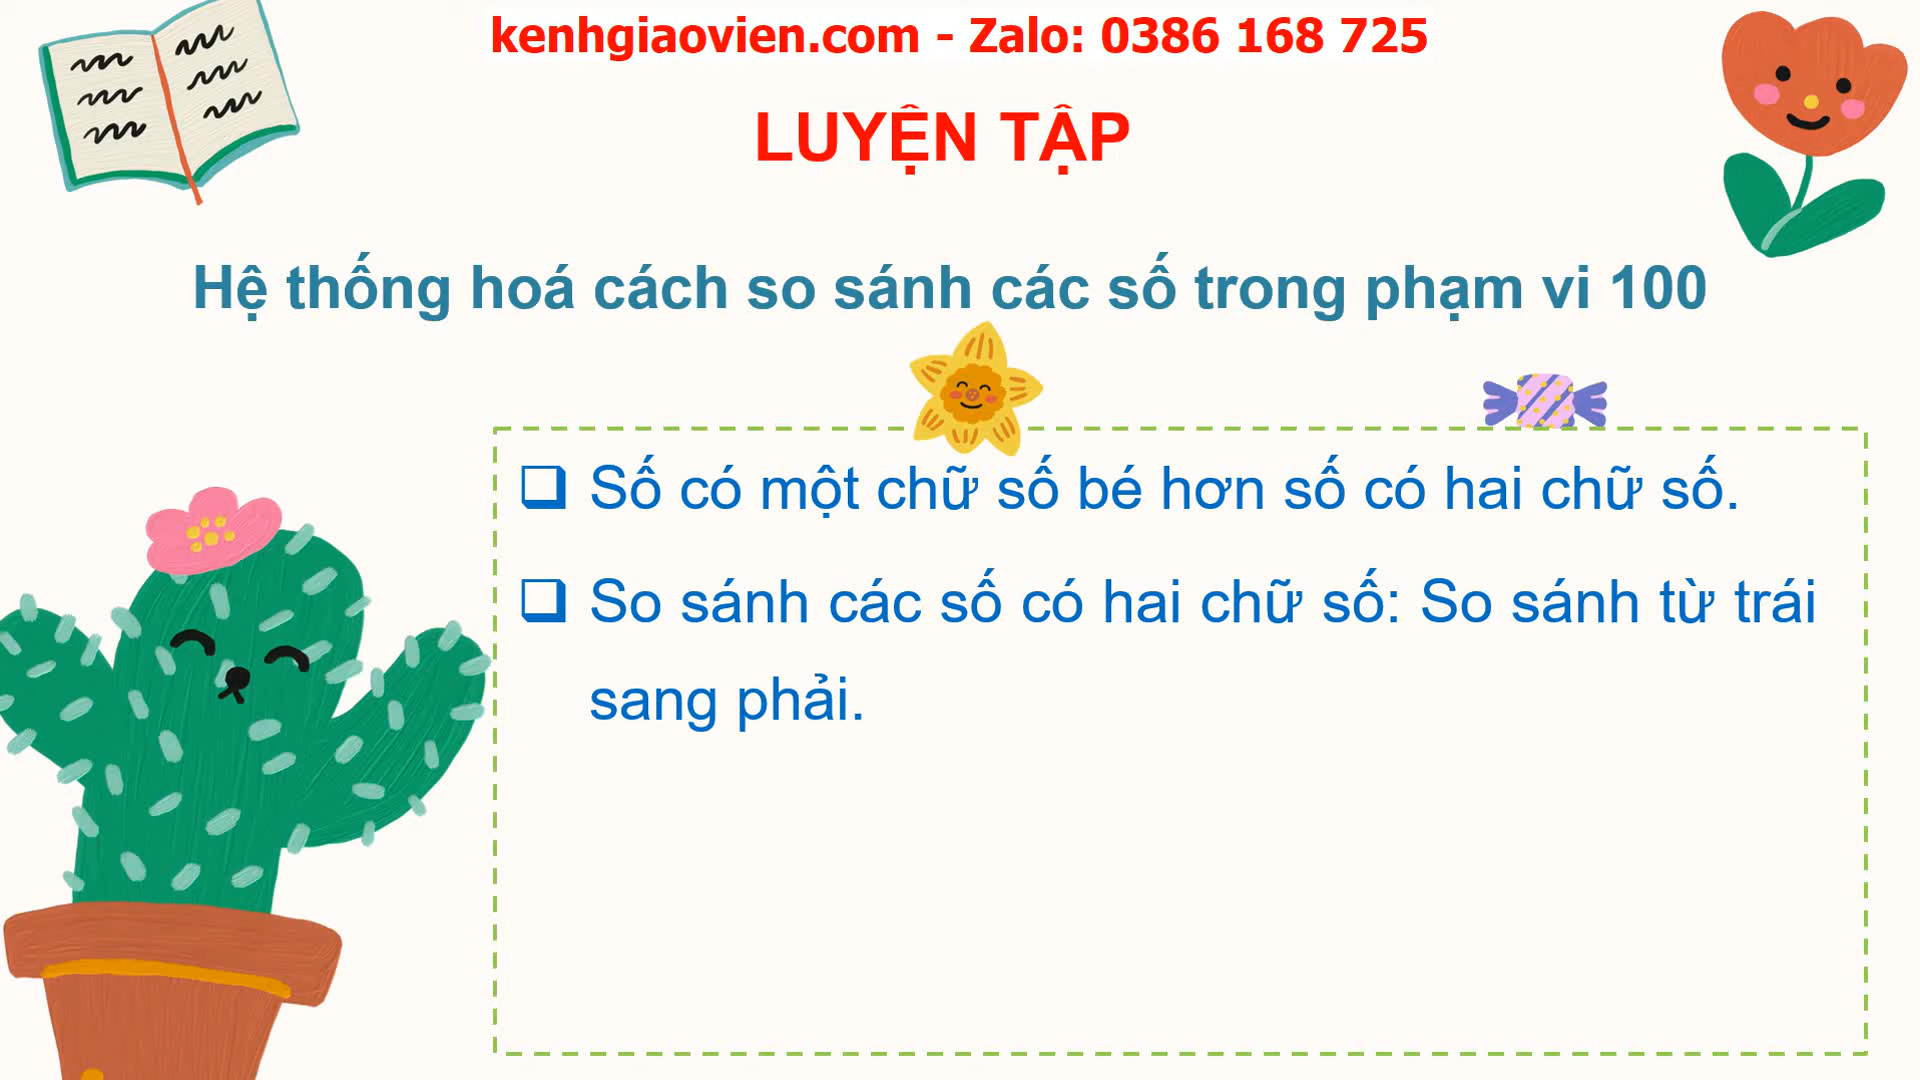 kenhgiaovien.com - Zalo: 0386 168 725
LUYỆN TẬP
Hệ thống hoá cách so sánh các số trong phạm vi 100
Số có một chữ số bé hơn số có hai chữ số.
So sánh các số có hai chữ số: So sánh từ trái
sang phải.